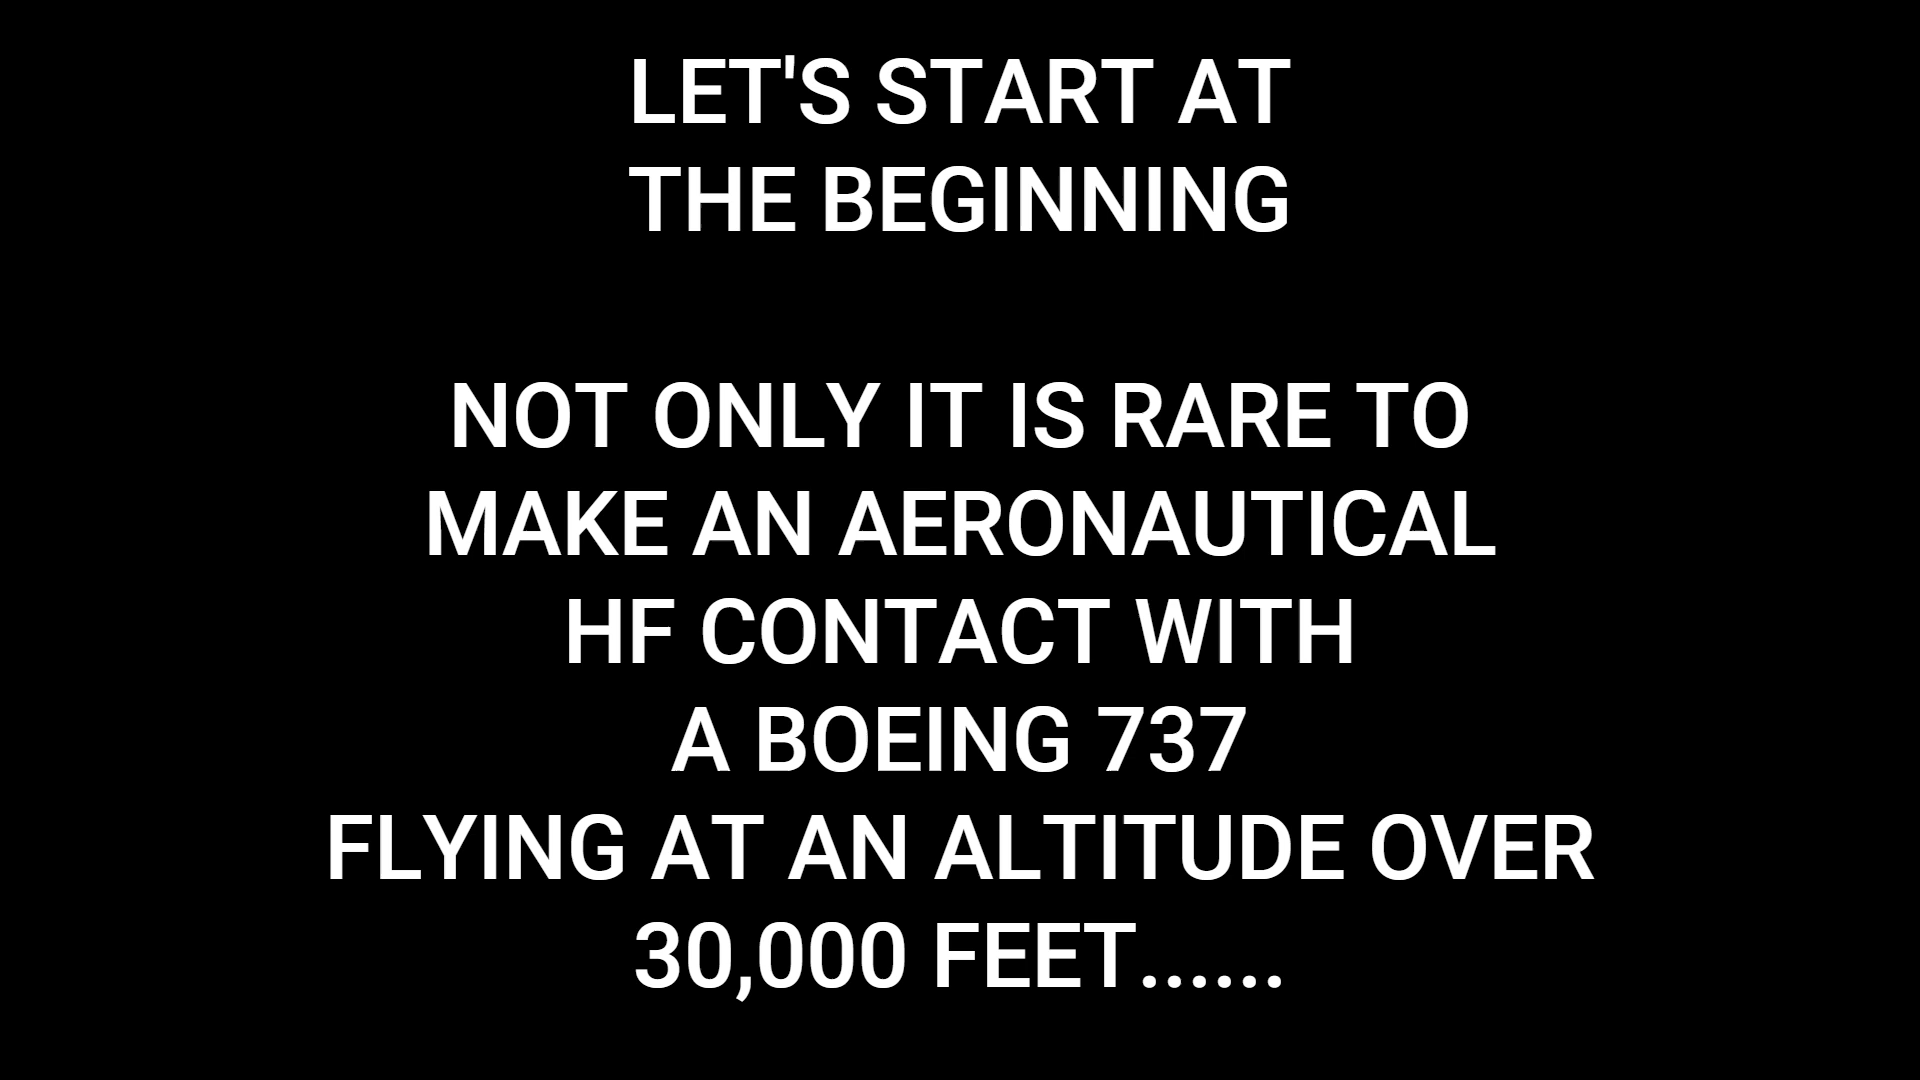 LET'S START AT
THE BEGINNING
NOT ONLY IT IS RARE TO
MAKE AN AERONAUTICAL
HF CONTACT WITH
A BOEING 737
FLYING AT AN ALTITUDE OVER
30,000 FEET......